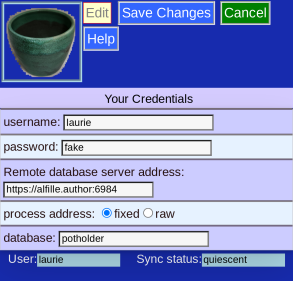 Edit Save Changes Cancel
Help
Your Credentials
username: laurie
password: fake
Remote database server address:
https://alfille.author:6984
process address: fixed raw
database: potholder
User: laurie Sync status: quiescent